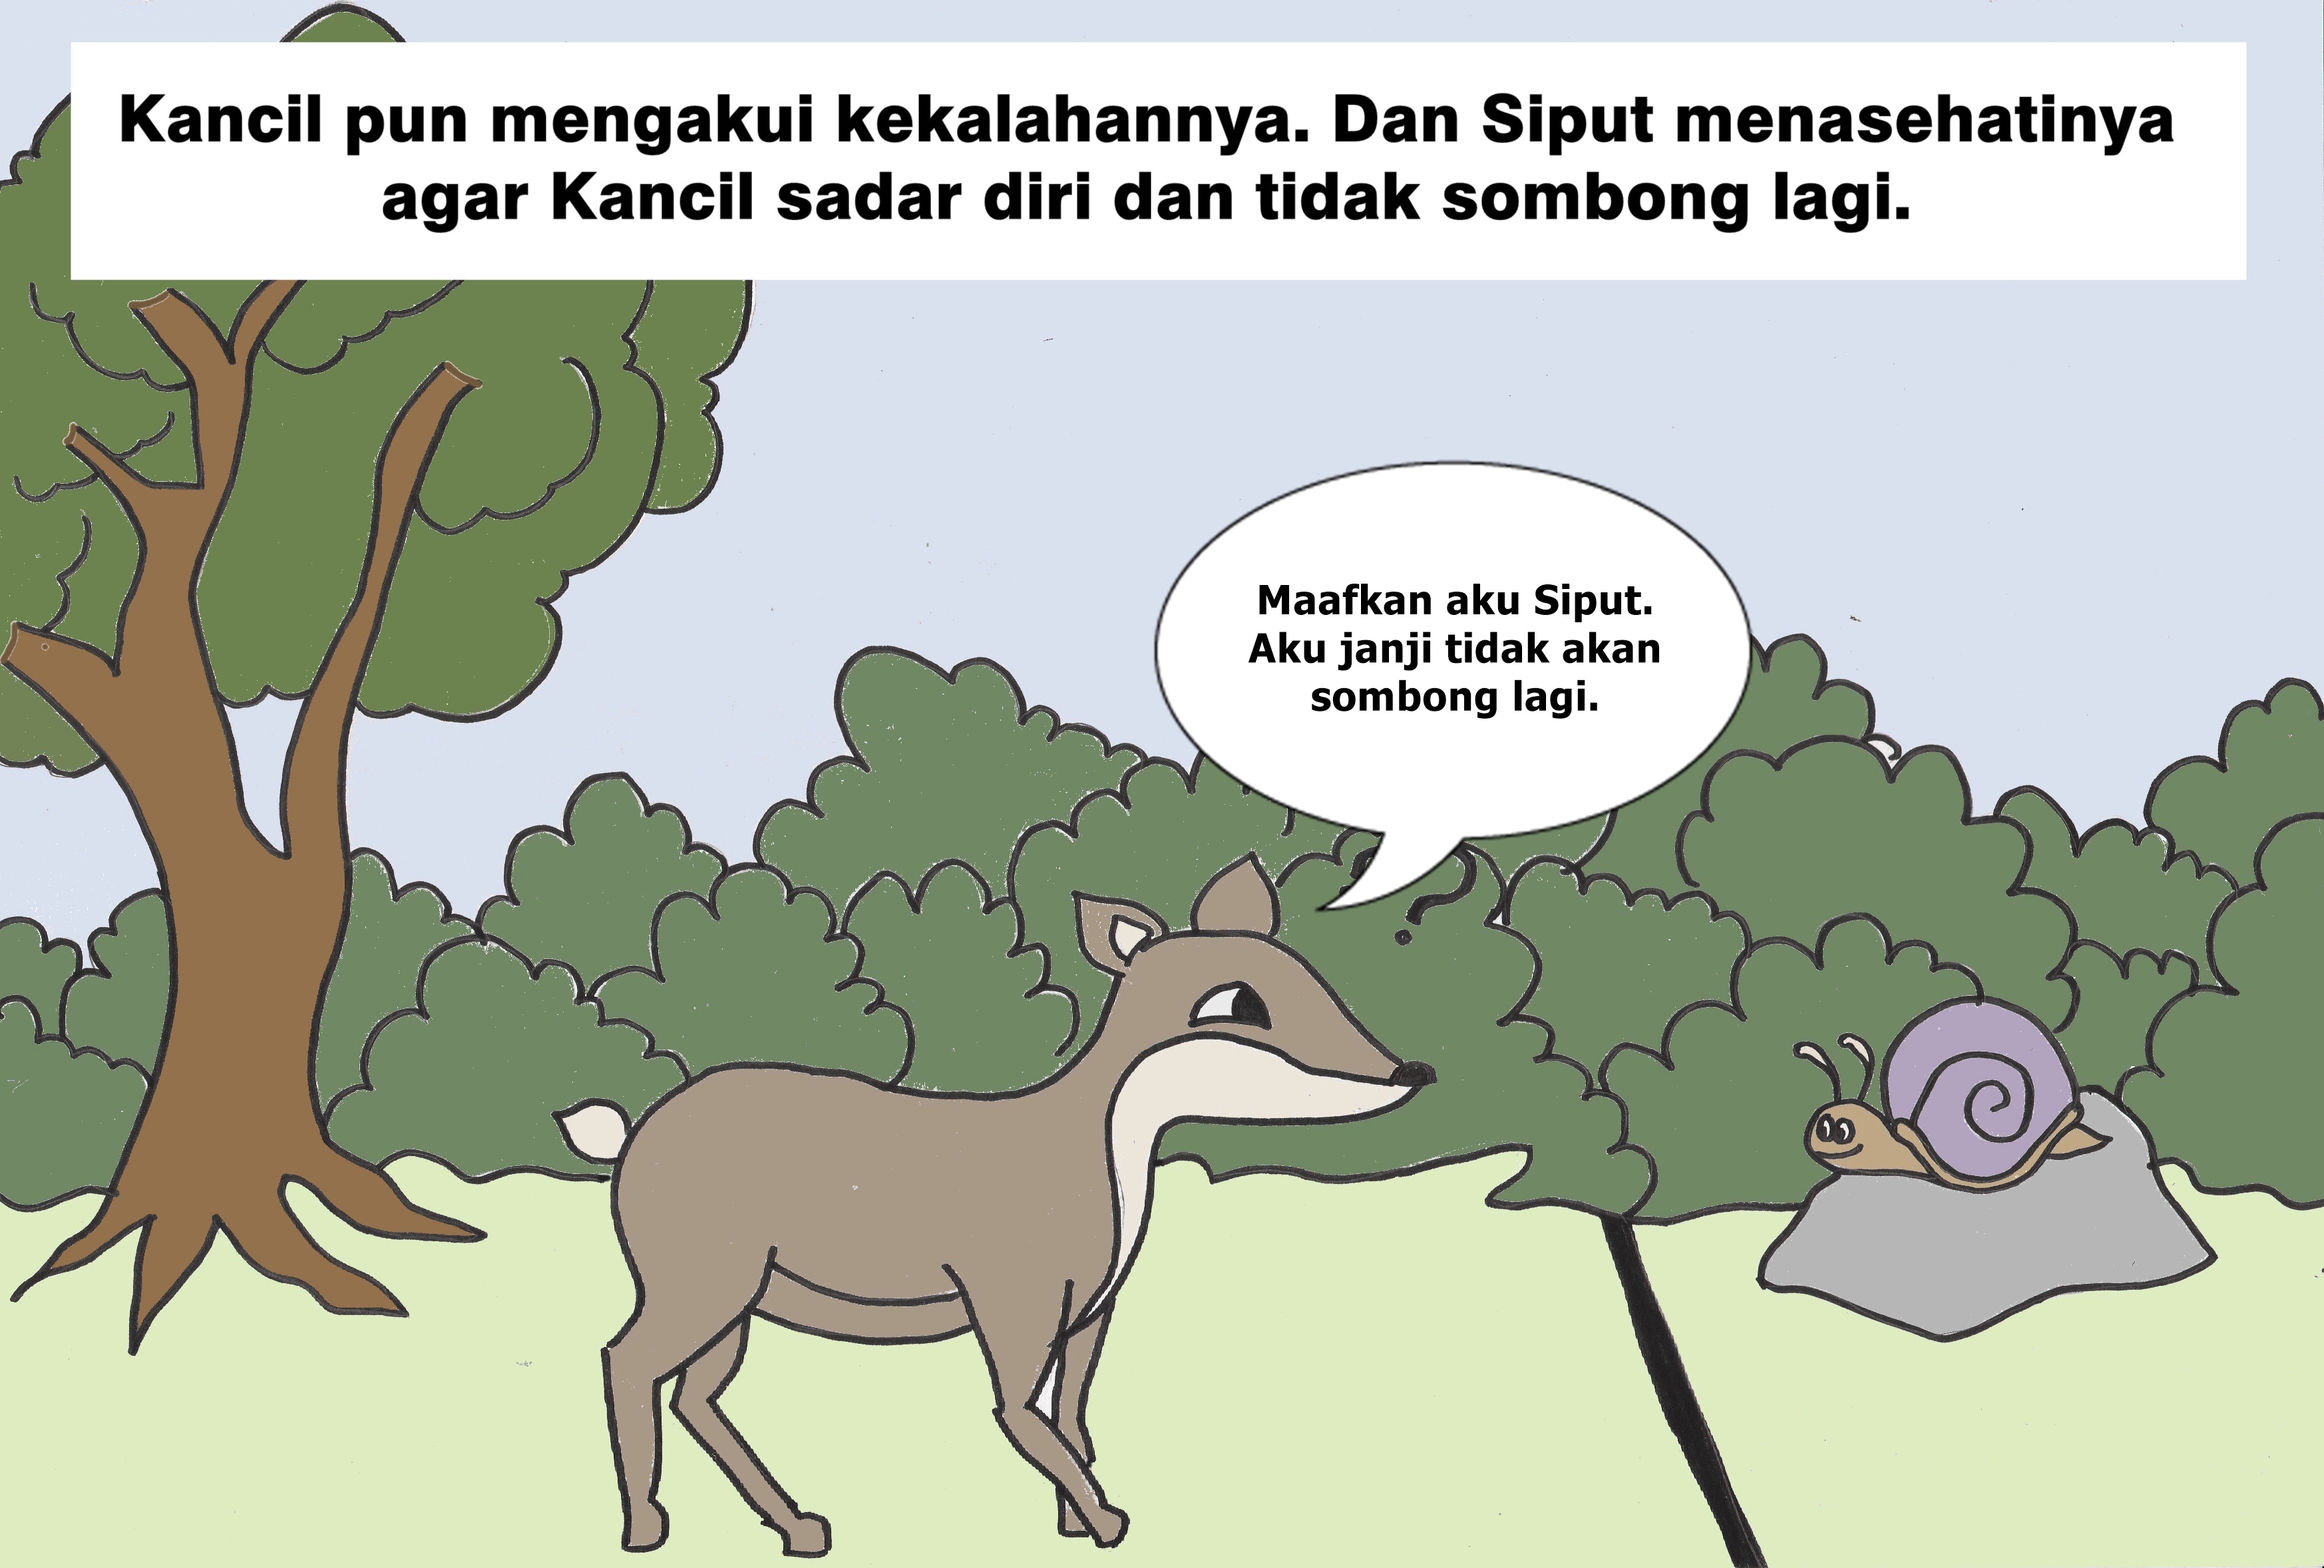 Kancil pun mengakui kekalahannya. Dan Siput menasehatinya
agar Kancil sadar diri dan tidak sombong lagi.
Maafkan aku Siput.
Aku janji tidak akan
sombong lagi.
?